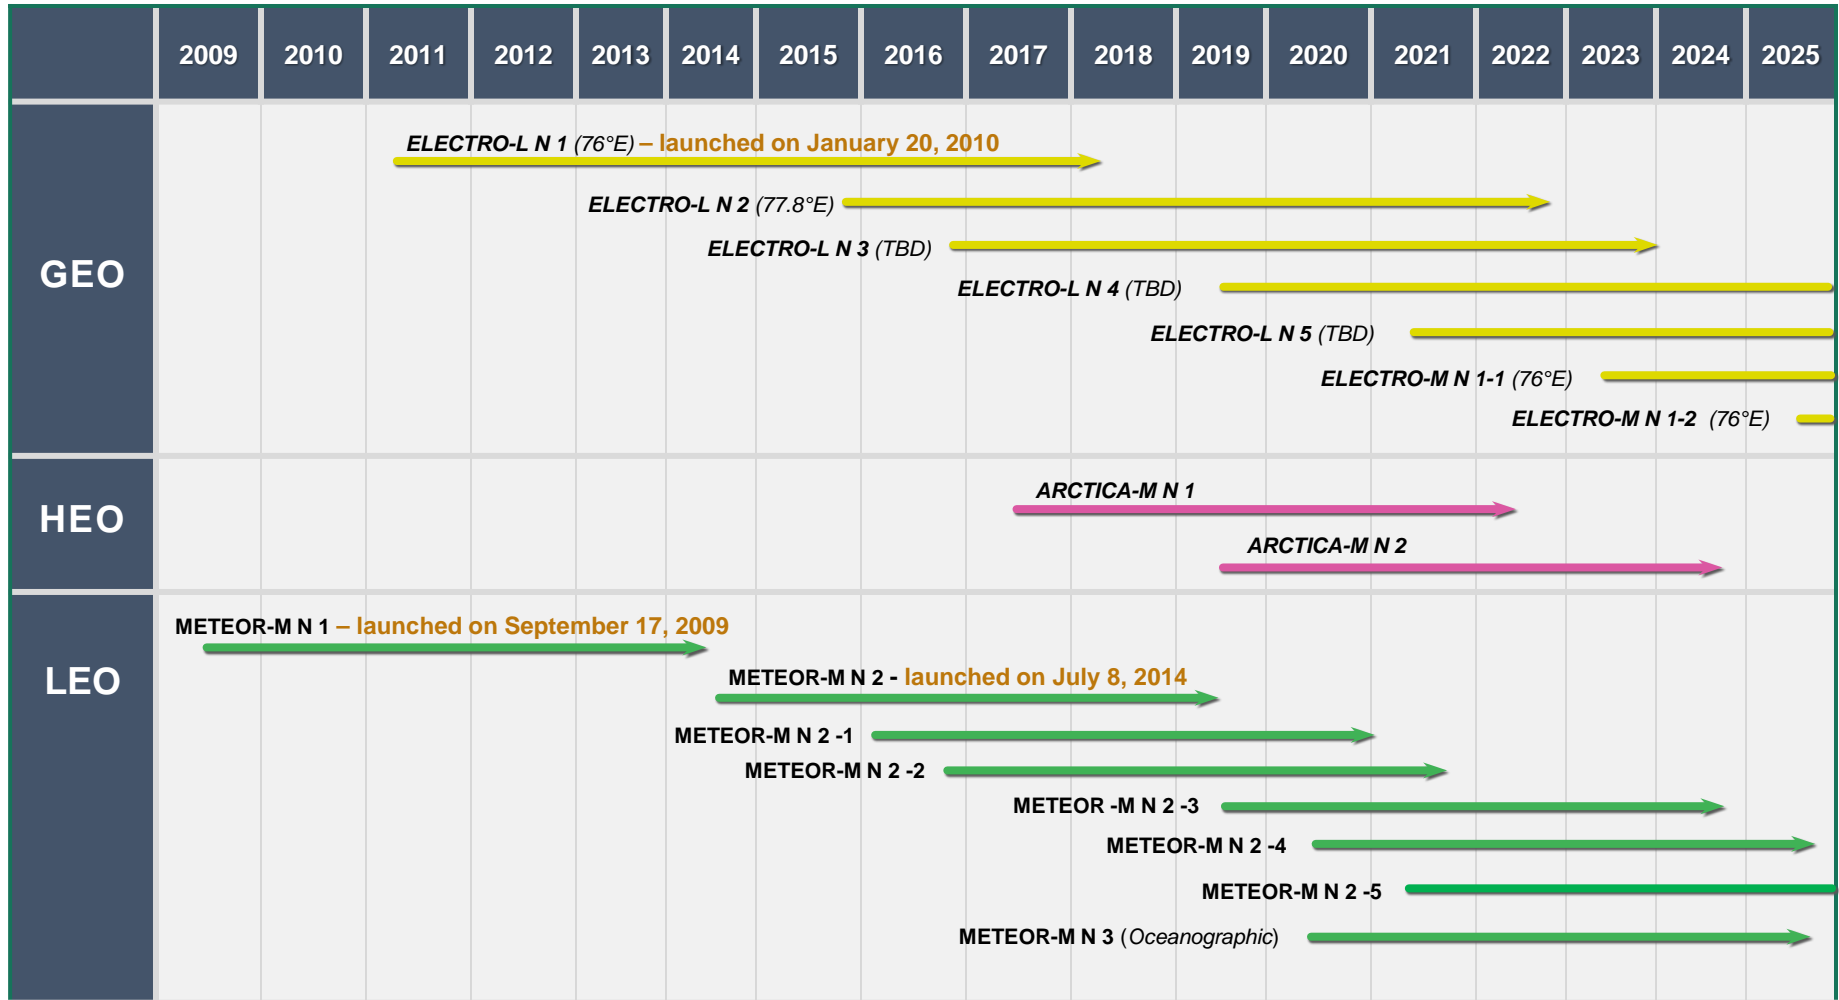 2009 2010 2011 2012 2013 2014 2015 2016 2017 2018 2019 2020 2021 2022 2023 2024 2025
GEO
ELECTRO-L N 1 (76°E) – launched on January 20, 2010
ELECTRO-L N 2 (77.8°E)
ELECTRO-L N 3 (TBD)
ELECTRO-L N 4 (TBD)
ELECTRO-L N 5 (TBD)
ELECTRO-M N 1-1 (76°E)
ELECTRO-M N 1-2 (76°E)
HEO
ARCTICA-M N 1
ARCTICA-M N 2
LEO
METEOR-M N 1 – launched on September 17, 2009
METEOR-M N 2 - launched on July 8, 2014
METEOR-M N 2 -1
METEOR-M N 2 -2
METEOR -M N 2 -3
METEOR-M N 2 -4
METEOR-M N 2 -5
METEOR-M N 3 (Oceanographic)